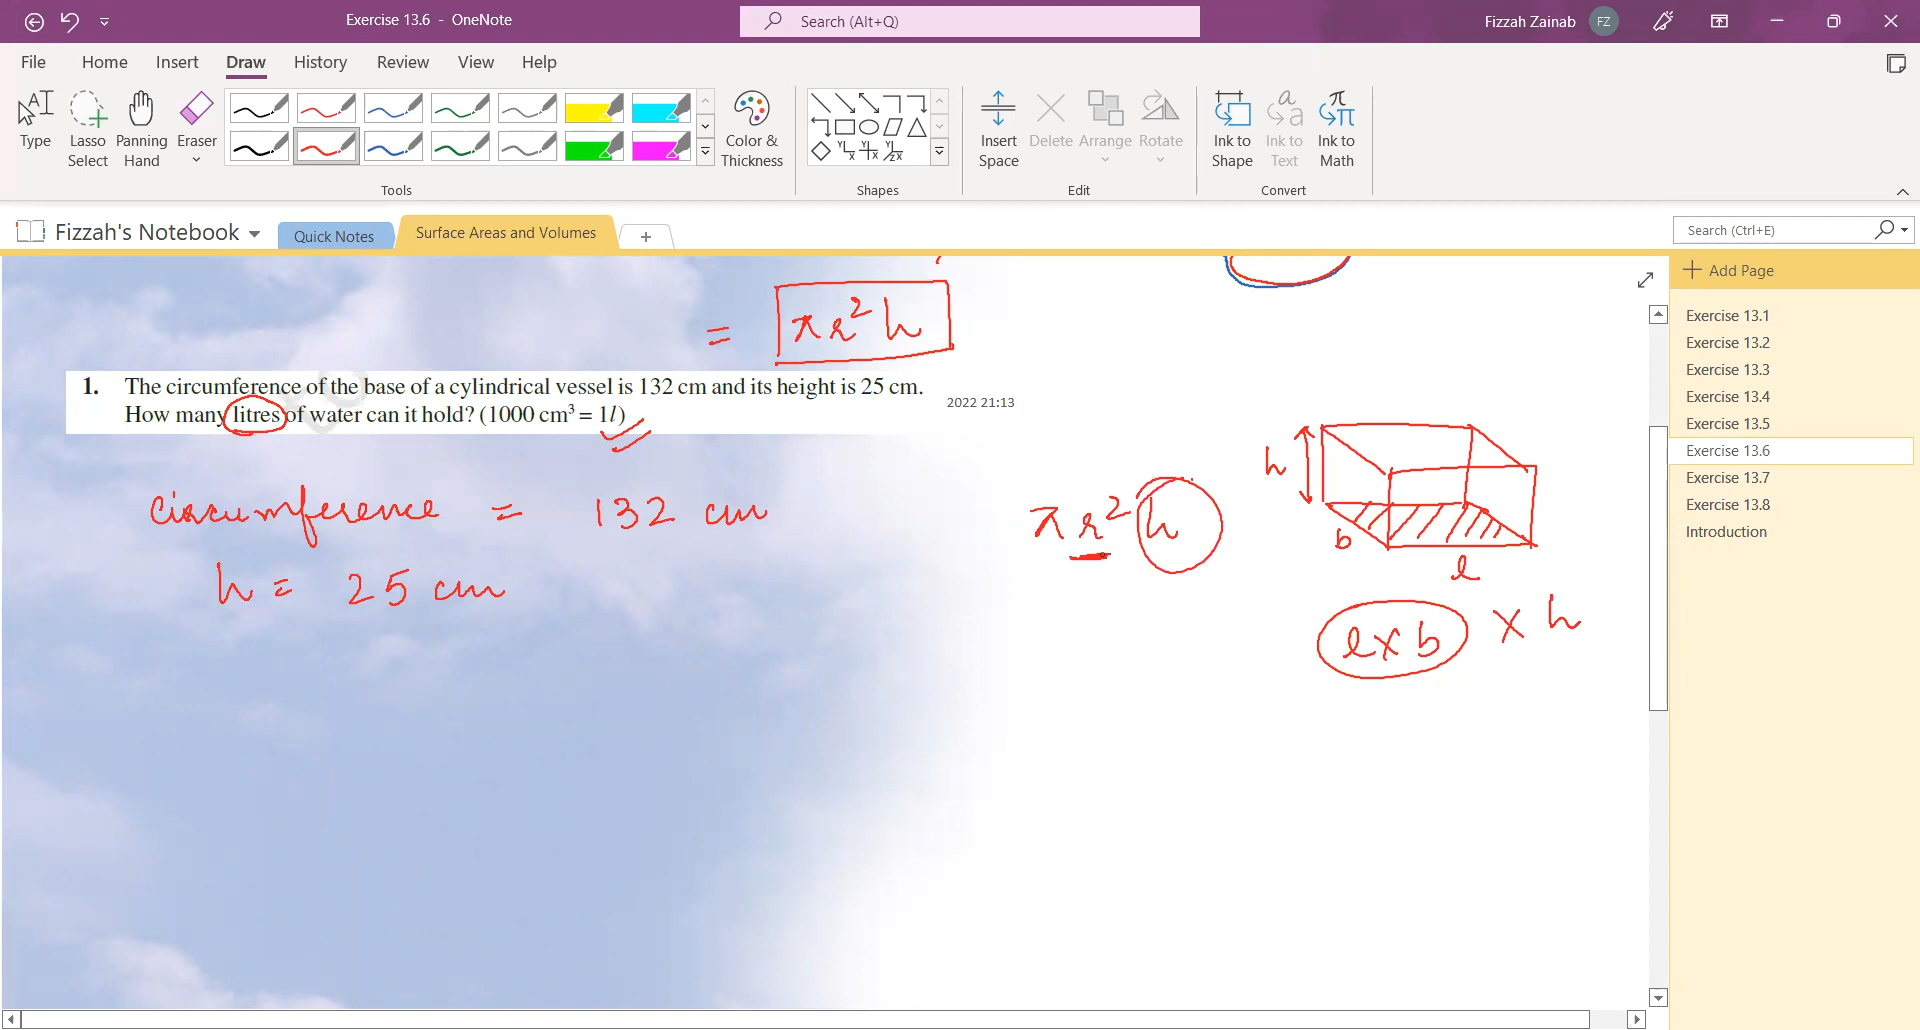 Exercise 13.6 - OneNote
Search (Alt+Q)
Fizzah Zainab
FZ
File Home Insert Draw History Review View Help
Type
Lasso Select
Panning Hand
Eraser
Color & Thickness
Insert Space
Delete
Arrange
Rotate
Ink to Shape
Ink to Text
Ink to Math
Tools
Shapes
Edit
Convert
Fizzah's Notebook
Quick Notes
Surface Areas and Volumes
Search (Ctrl+E)
Add Page
Exercise 13.1
Exercise 13.2
Exercise 13.3
Exercise 13.4
Exercise 13.5
Exercise 13.6
Exercise 13.7
Exercise 13.8
Introduction
= πr²h
1. The circumference of the base of a cylindrical vessel is 132 cm and its height is 25 cm.
How many litres of water can it hold? (1000 cm³ = 1l)
2022 21:13
circumference = 132 cm
h = 25 cm
πr²h
h
b
l
l×b × h